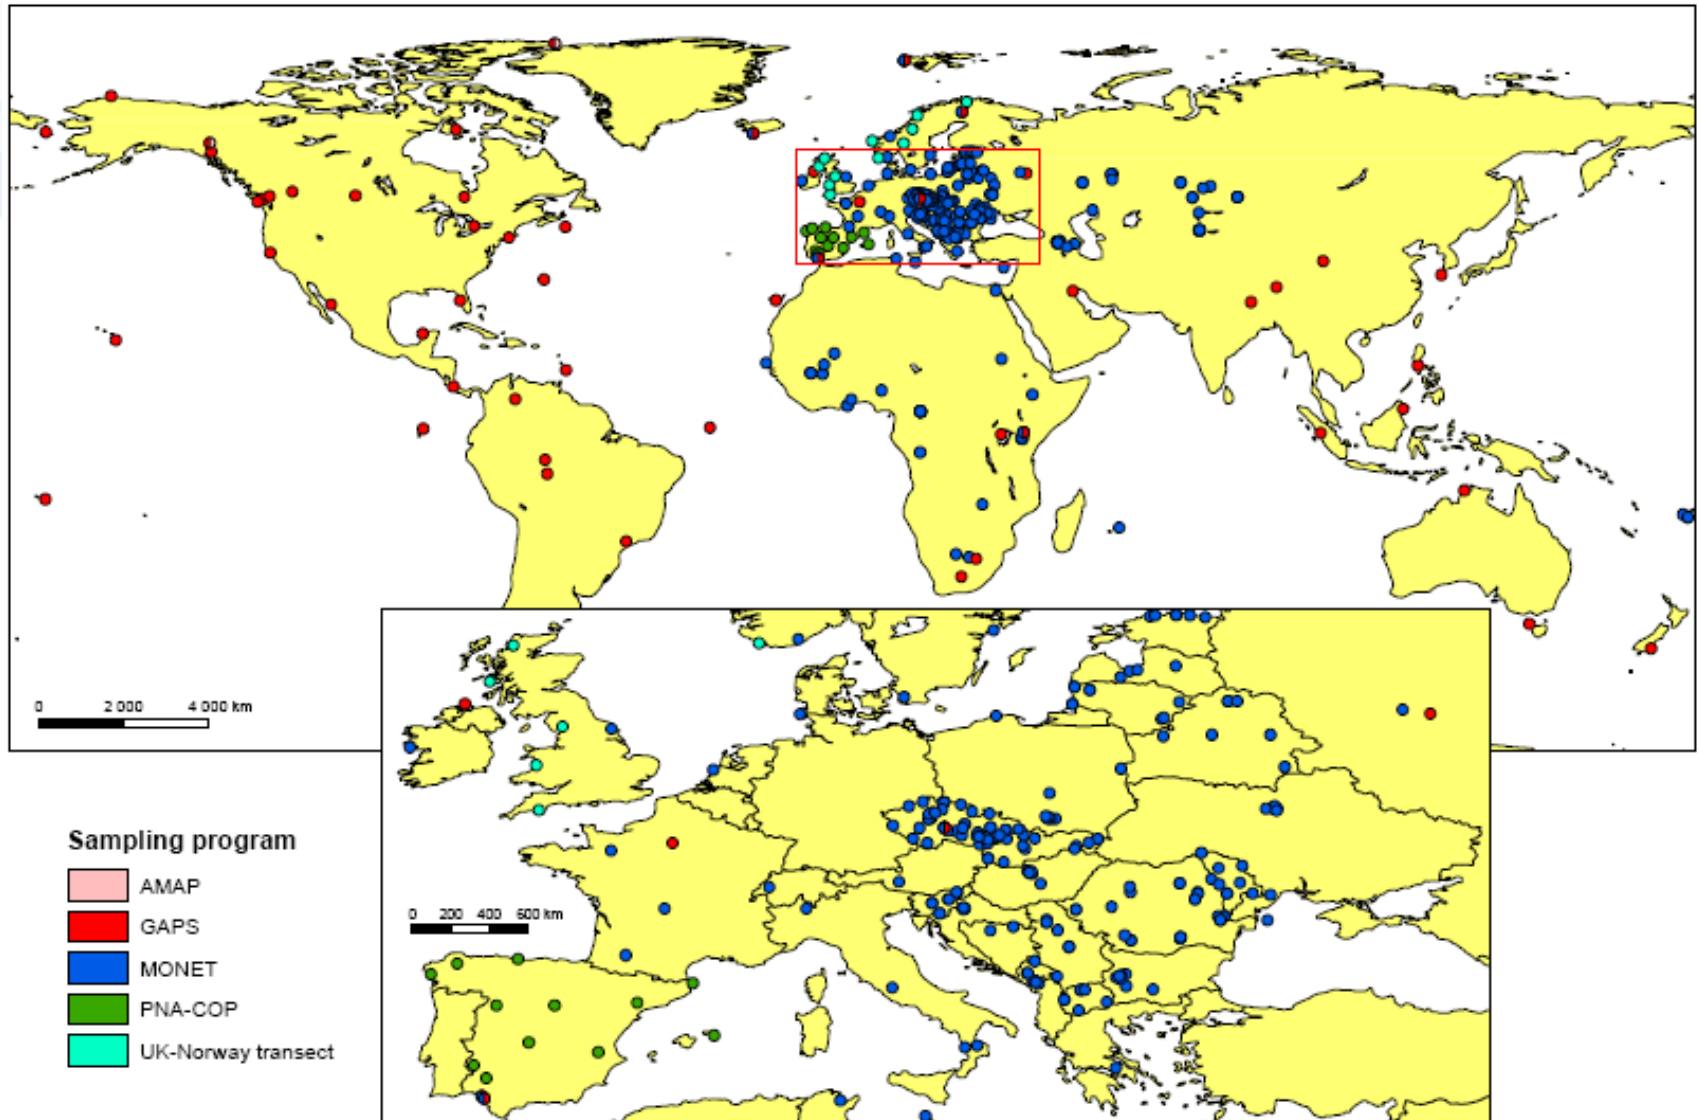 0 2 000 4 000 km
Sampling program
AMAP
GAPS
MONET
PNA-COP
UK-Norway transect
0 200 400 600 km